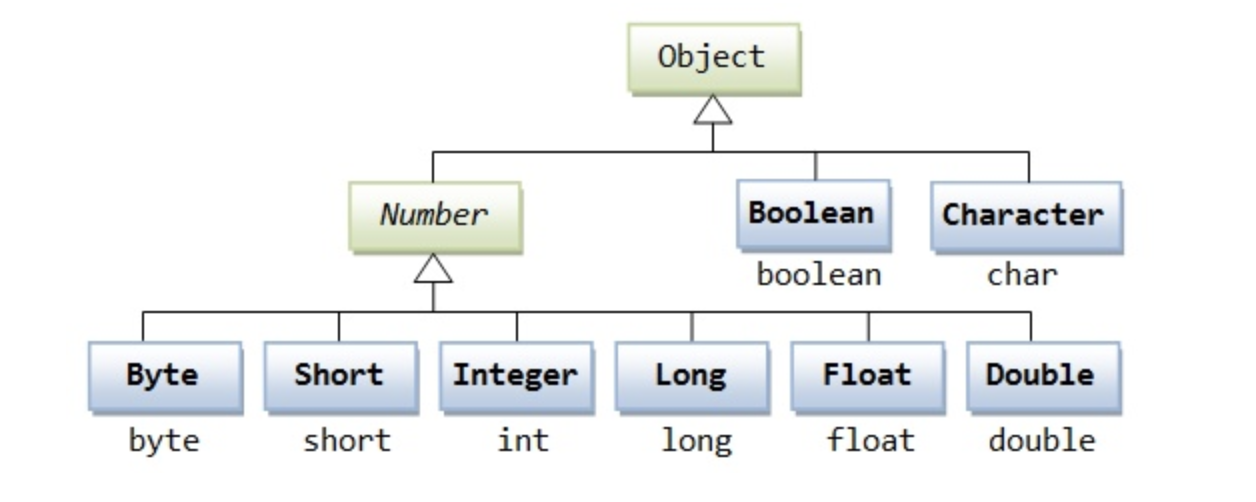 Object
Number
Boolean
Character
boolean
char
Byte
Short
Integer
Long
Float
Double
byte
short
int
long
float
double